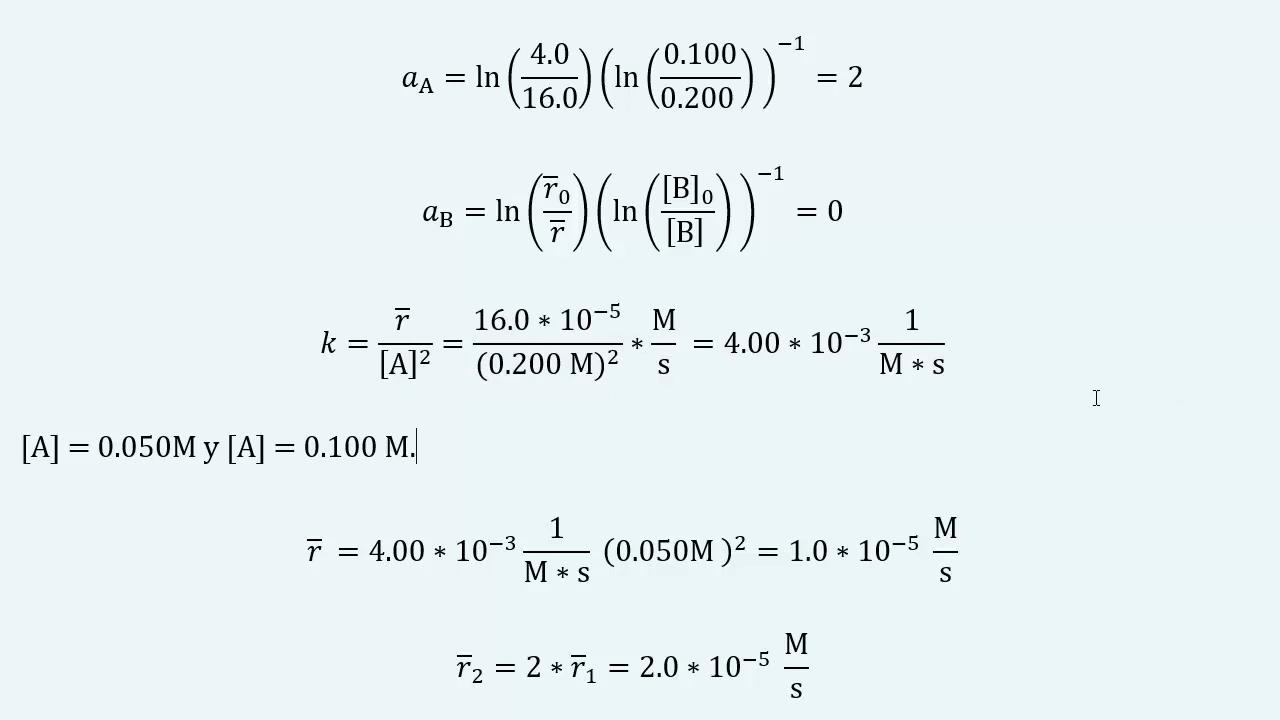 a_A = ln(4.0/16.0)(ln(0.100/0.200))^−1 = 2
a_B = ln(r̅_0/r̅)(ln([B]_0/[B]))^−1 = 0
k = r̅/[A]^2 = (16.0 * 10^−5)/(0.200 M)^2 * M/s = 4.00 * 10^−3 1/(M * s)
[A] = 0.050M y [A] = 0.100 M.
r̅ = 4.00 * 10^−3 1/(M * s) (0.050M )^2 = 1.0 * 10^−5 M/s
r̅_2 = 2 * r̅_1 = 2.0 * 10^−5 M/s